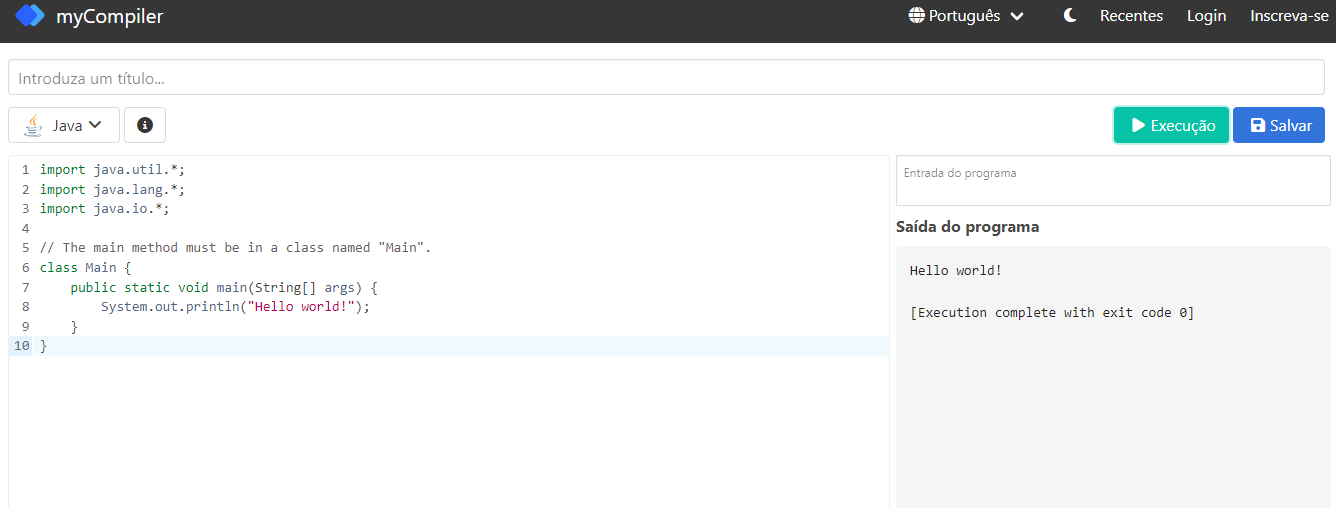 myCompiler
Português
Recentes
Login
Inscreva-se
Introduza um título...
Java
Execução
Salvar
1 import java.util.*;
2 import java.lang.*;
3 import java.io.*;
4
5 // The main method must be in a class named "Main".
6 class Main {
7     public static void main(String[] args) {
8         System.out.println("Hello world!");
9     }
10 }
Entrada do programa
Saída do programa
Hello world!
[Execution complete with exit code 0]